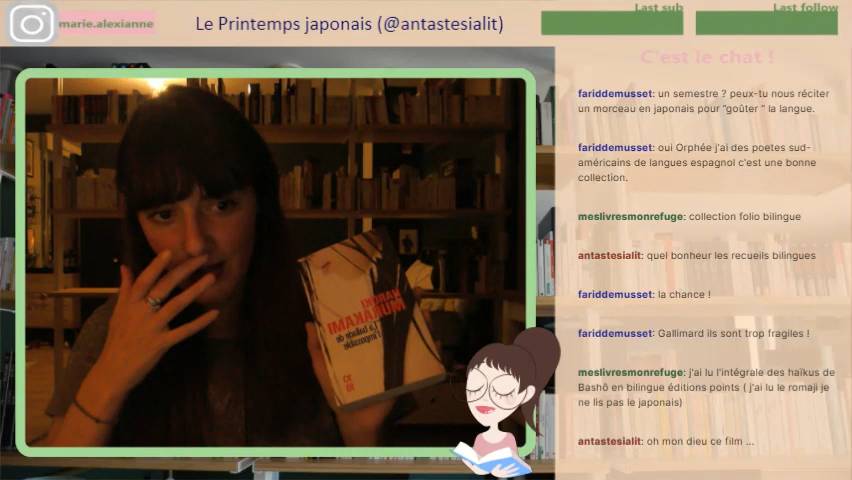 marie.alexianne
Le Printemps japonais (@antastesialit)
Last sub
Last follow
C'est le chat !
fariddemusset: un semestre ? peux-tu nous réciter
un morceau en japonais pour "goûter " la langue.
fariddemusset: oui Orphée j'ai des poetes sud-
américains de langues espagnol c'est une bonne
collection.
meslivresmonrefuge: collection folio bilingue
antastesialit: quel bonheur les recueils bilingues
fariddemusset: la chance !
fariddemusset: Gallimard ils sont trop fragiles !
meslivresmonrefuge: j'ai lu l'intégrale des haïkus de
Bashô en bilingue éditions points ( j'ai lu le romaji je
ne lis pas le japonais)
antastesialit: oh mon dieu ce film ...
HARUKI
MURAKAMI
la ballade de
l'impossible